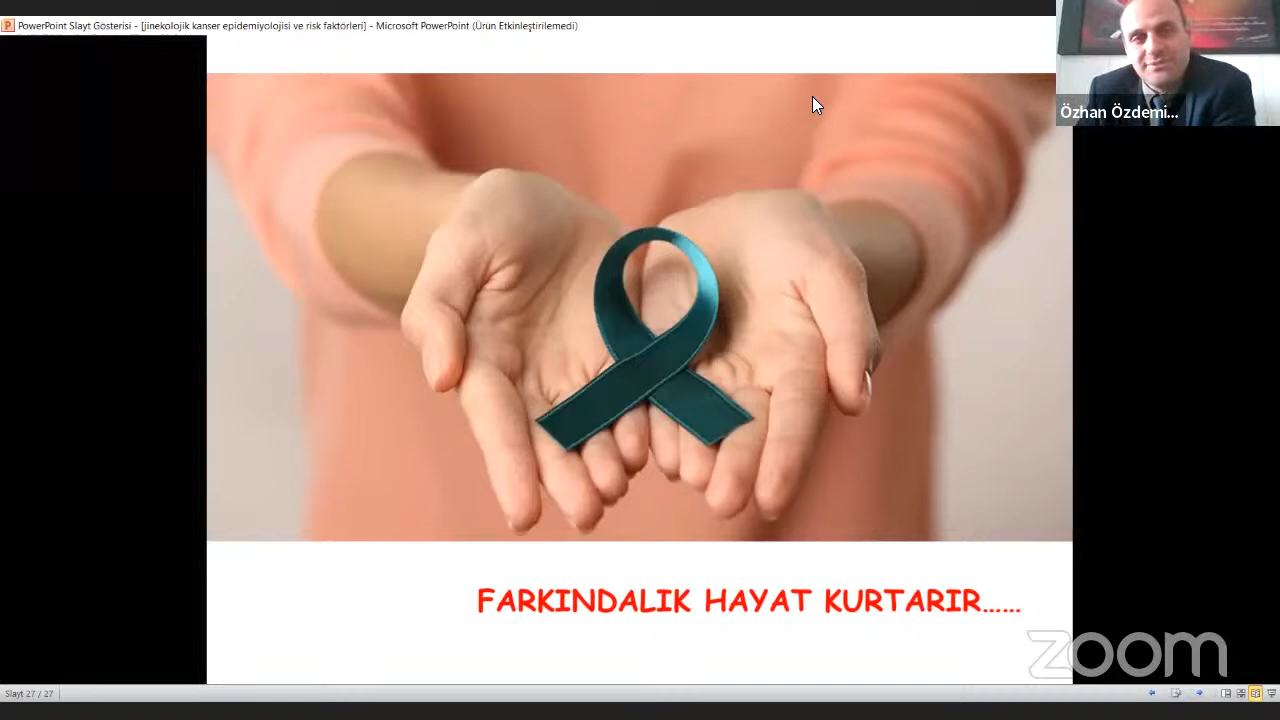 PowerPoint Slayt Gösterisi - [jinekolojik kanser epidemiyolojisi ve risk faktörleri] - Microsoft PowerPoint (Ürün Etkinleştirilemedi)
Özhan Özdemi...
FARKINDALIK HAYAT KURTARIR......
zoom
Slayt 27 / 27